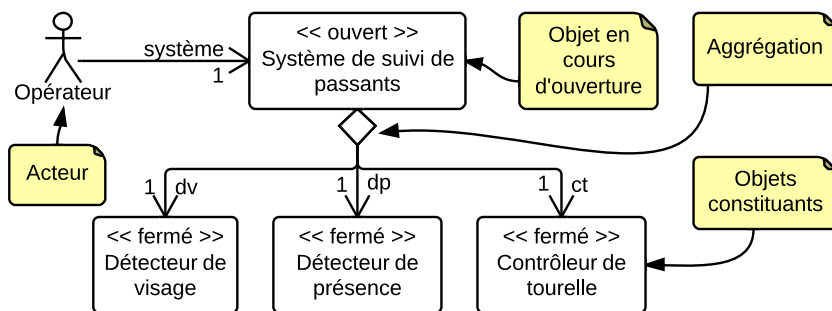 << ouvert >>
Système de suivi de
passants
système
1
Opérateur
Acteur
Objet en
cours
d'ouverture
Aggrégation
1
dv
1
dp
1
ct
Objets
constituants
<< fermé >>
Détecteur de
visage
<< fermé >>
Détecteur de
présence
<< fermé >>
Contrôleur de
tourelle